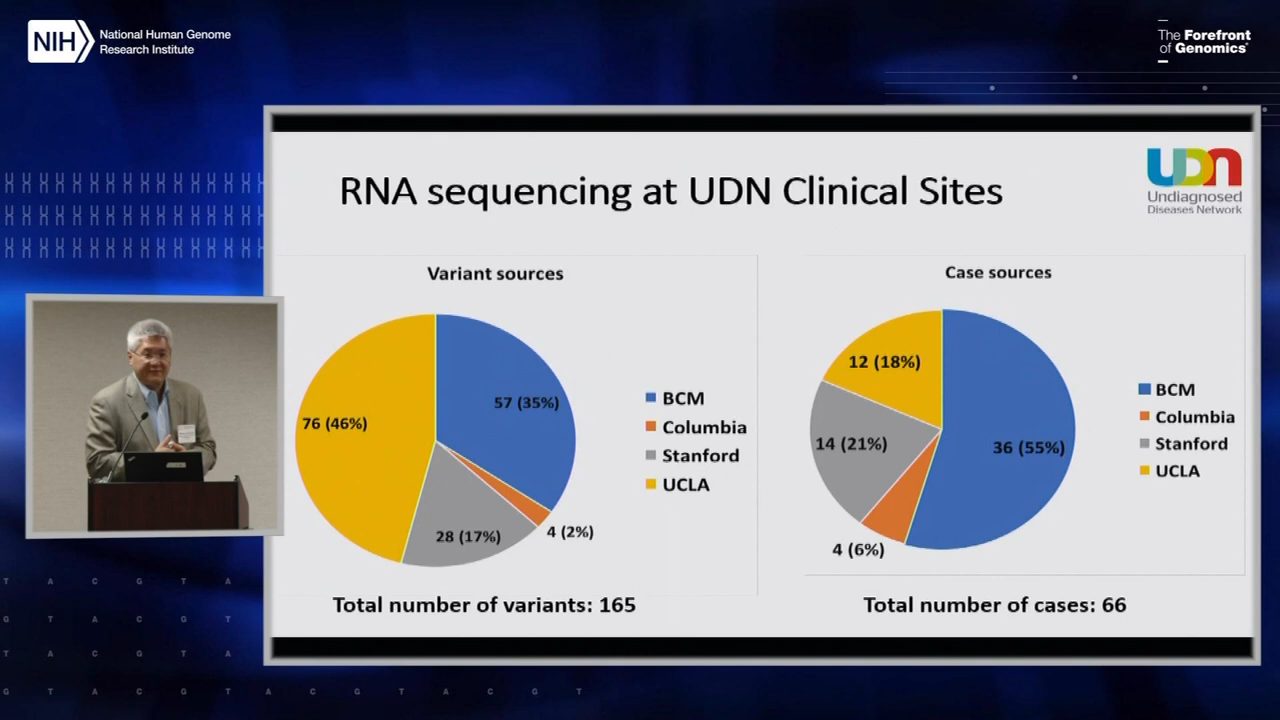 NIH
National Human Genome
Research Institute
The Forefront
of Genomics®
UDN
Undiagnosed
Diseases Network
RNA sequencing at UDN Clinical Sites
Variant sources
76 (46%)
57 (35%)
28 (17%)
4 (2%)
BCM
Columbia
Stanford
UCLA
Total number of variants: 165
Case sources
12 (18%)
14 (21%)
36 (55%)
4 (6%)
BCM
Columbia
Stanford
UCLA
Total number of cases: 66
T A C G T A
G T A C G T
T A C G T A
G T A C G T A C G T A C G T